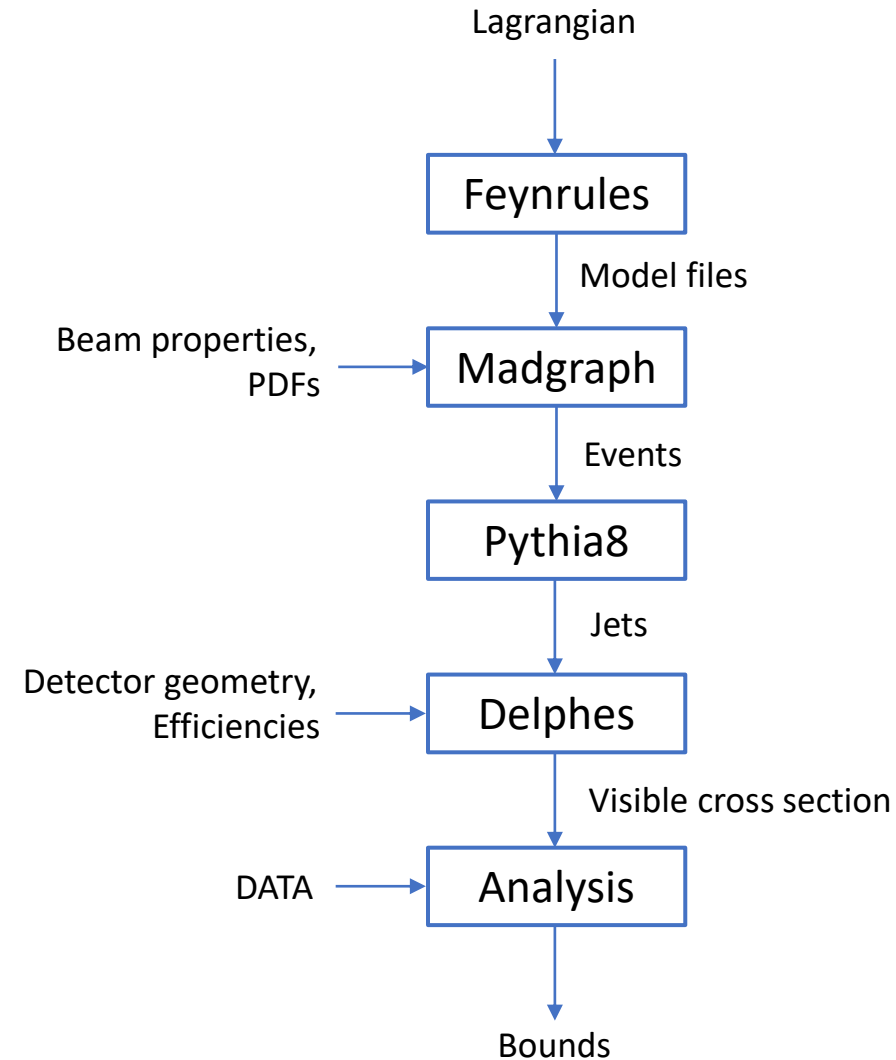 Lagrangian
Feynrules
Model files
Beam properties,
PDFs
Madgraph
Events
Pythia8
Jets
Detector geometry,
Efficiencies
Delphes
Visible cross section
DATA
Analysis
Bounds